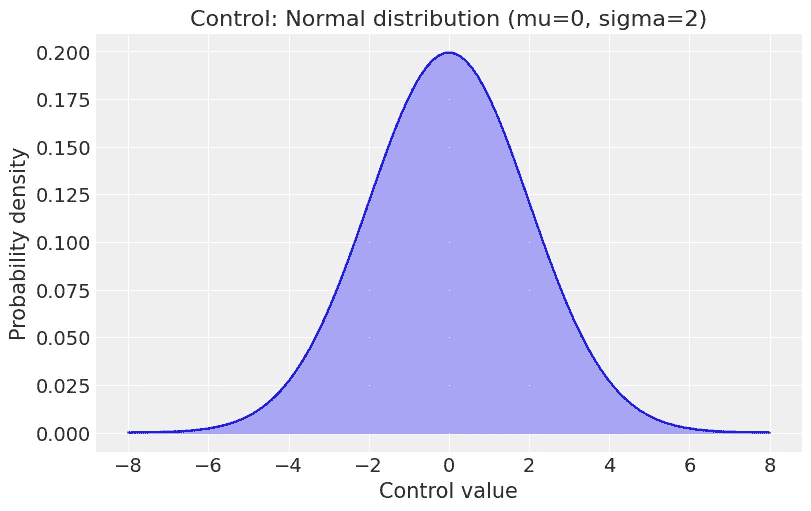 Control: Normal distribution (mu=0, sigma=2)
Probability density
0.200
0.175
0.150
0.125
0.100
0.075
0.050
0.025
0.000
−8 −6 −4 −2 0 2 4 6 8
Control value